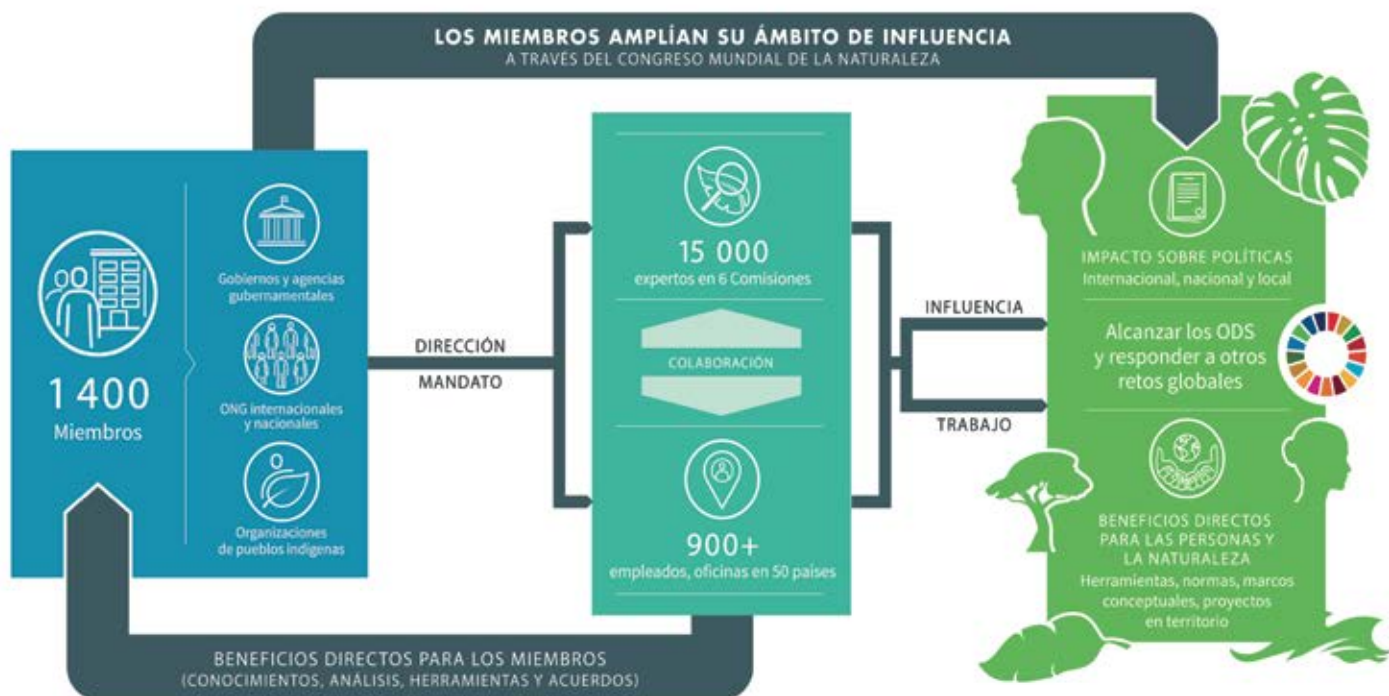 LOS MIEMBROS AMPLÍAN SU ÁMBITO DE INFLUENCIA
A TRAVÉS DEL CONGRESO MUNDIAL DE LA NATURALEZA
1 400
Miembros
Gobiernos y agencias
gubernamentales
ONG internacionales
y nacionales
Organizaciones
de pueblos indígenas
DIRECCIÓN
MANDATO
15 000
expertos en 6 Comisiones
COLABORACIÓN
900+
empleados, oficinas en 50 países
INFLUENCIA
TRABAJO
IMPACTO SOBRE POLÍTICAS
Internacional, nacional y local
Alcanzar los ODS
y responder a otros
retos globales
BENEFICIOS DIRECTOS
PARA LAS PERSONAS Y
LA NATURALEZA
Herramientas, normas, marcos
conceptuales, proyectos
en territorio
BENEFICIOS DIRECTOS PARA LOS MIEMBROS
(CONOCIMIENTOS, ANÁLISIS, HERRAMIENTAS Y ACUERDOS)